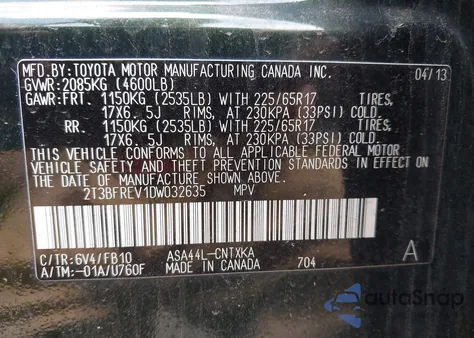 MFD.BY:TOYOTA MOTOR MANUFACTURING CANADA INC. 04/13
GVWR:2085KG (4600LB)
GAWR:FRT. 1150KG (2535LB) WITH 225/65R17 TIRES,
17X6. 5J RIMS, AT 230 KPA (33PSI) COLD
RR. 1150KG (2535LB) WITH 225/65R17 TIRES,
17X6. 5J RIMS, AT 230 KPA (33PSI) COLD.
THIS VEHICLE CONFORMS TO ALL APPLICABLE FEDERAL MOTOR
VEHICLE SAFETY AND THEFT PREVENTION STANDARDS IN EFFECT ON
THE DATE OF MANUFACTURE SHOWN ABOVE.
2T3BFREV1DW032635 MPV
C/TR:6V4/FB10 ASA44L-CNTXKA A
A/TM:-01A/U760F MADE IN CANADA 704
autoSnap